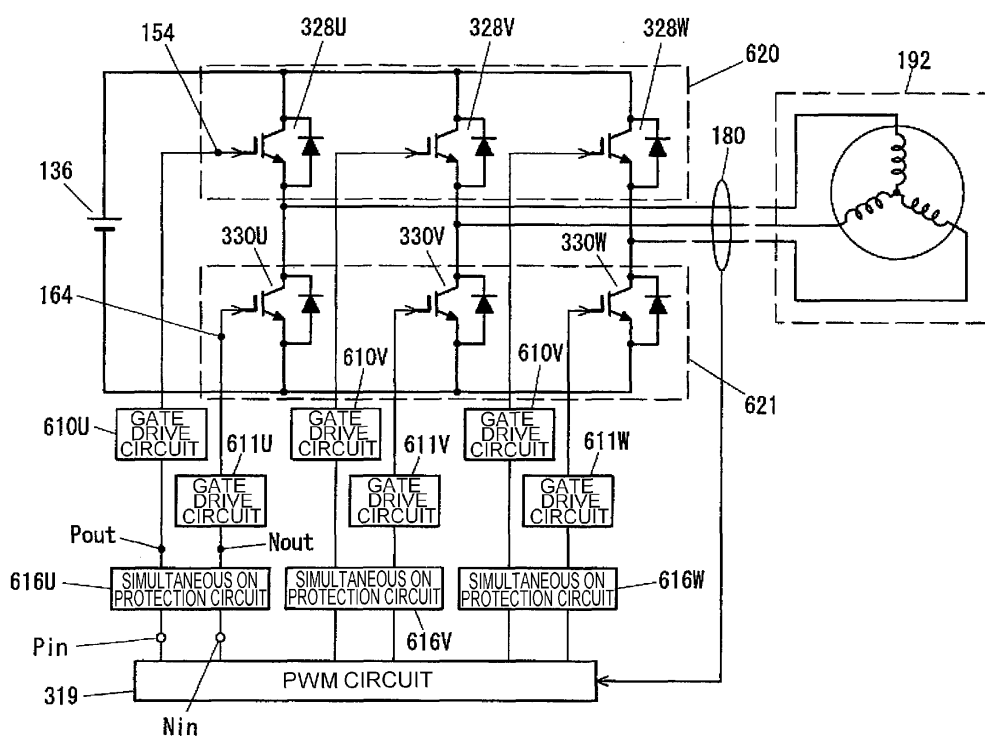 154
328U
328V
328W
620
192
180
136
330U
330V
330W
164
610V
610V
621
610U
GATE
DRIVE
CIRCUIT
611U
GATE
DRIVE
CIRCUIT
611V
GATE
DRIVE
CIRCUIT
611W
GATE
DRIVE
CIRCUIT
GATE
DRIVE
CIRCUIT
GATE
DRIVE
CIRCUIT
Pout
Nout
616U
SIMULTANEOUS ON
PROTECTION CIRCUIT
SIMULTANEOUS ON
PROTECTION CIRCUIT
SIMULTANEOUS ON
PROTECTION CIRCUIT
616W
Pin
616V
PWM CIRCUIT
319
Nin